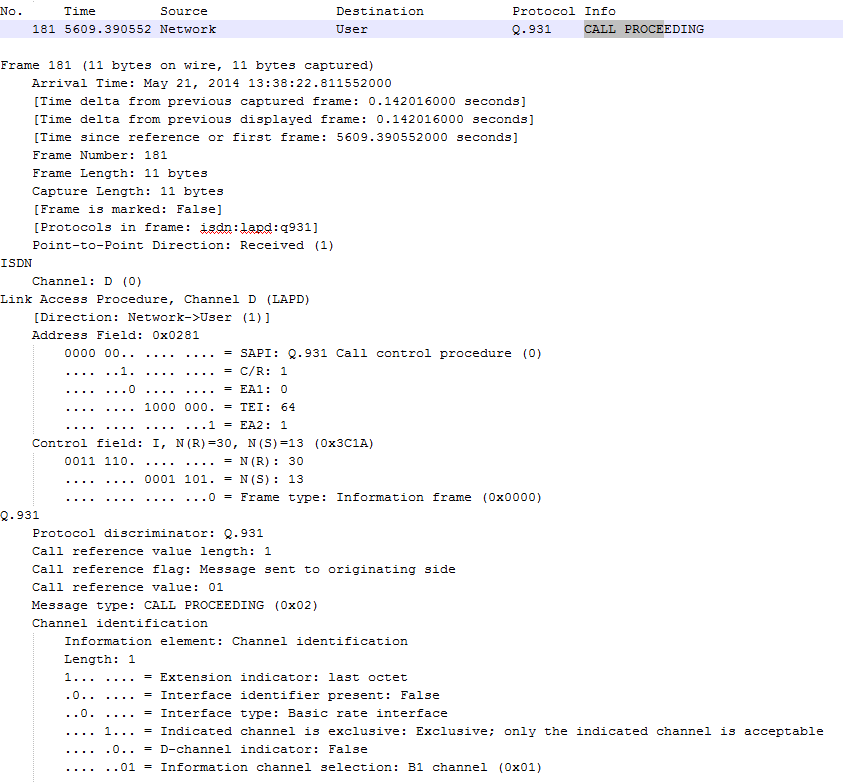 No.     Time        Source                Destination           Protocol Info
    181 5609.390552 Network               User                  Q.931    CALL PROCEEDING
Frame 181 (11 bytes on wire, 11 bytes captured)
    Arrival Time: May 21, 2014 13:38:22.811552000
    [Time delta from previous captured frame: 0.142016000 seconds]
    [Time delta from previous displayed frame: 0.142016000 seconds]
    [Time since reference or first frame: 5609.390552000 seconds]
    Frame Number: 181
    Frame Length: 11 bytes
    Capture Length: 11 bytes
    [Frame is marked: False]
    [Protocols in frame: isdn:lapd:q931]
    Point-to-Point Direction: Received (1)
ISDN
    Channel: D (0)
Link Access Procedure, Channel D (LAPD)
    [Direction: Network->User (1)]
    Address Field: 0x0281
        0000 00.. .... .... = SAPI: Q.931 Call control procedure (0)
        .... ..1. .... .... = C/R: 1
        .... ...0 .... .... = EA1: 0
        .... .... 1000 000. = TEI: 64
        .... .... .... ...1 = EA2: 1
    Control field: I, N(R)=30, N(S)=13 (0x3C1A)
        0011 110. .... .... = N(R): 30
        .... .... 0001 101. = N(S): 13
        .... .... .... ...0 = Frame type: Information frame (0x0000)
Q.931
    Protocol discriminator: Q.931
    Call reference value length: 1
    Call reference flag: Message sent to originating side
    Call reference value: 01
    Message type: CALL PROCEEDING (0x02)
    Channel identification
        Information element: Channel identification
        Length: 1
        1... .... = Extension indicator: last octet
        .0.. .... = Interface identifier present: False
        ..0. .... = Interface type: Basic rate interface
        .... 1... = Indicated channel is exclusive: Exclusive; only the indicated channel is acceptable
        .... .0.. = D-channel indicator: False
        .... ..01 = Information channel selection: B1 channel (0x01)